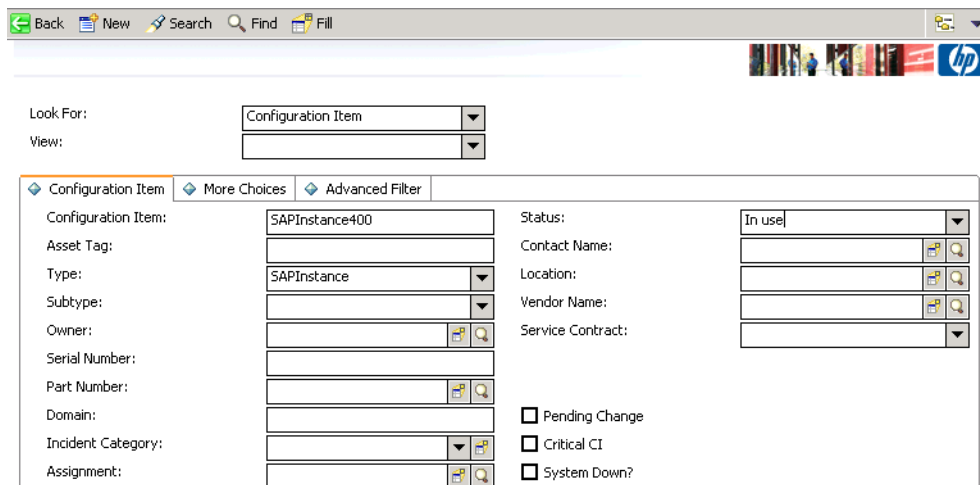 Back New Search Find Fill
hp
Look For: Configuration Item
View:
Configuration Item More Choices Advanced Filter
Configuration Item: SAPInstance400 Status: In use
Asset Tag: Contact Name:
Type: SAPInstance Location:
Subtype: Vendor Name:
Owner: Service Contract:
Serial Number:
Part Number:
Domain: Pending Change
Incident Category: Critical CI
Assignment: System Down?